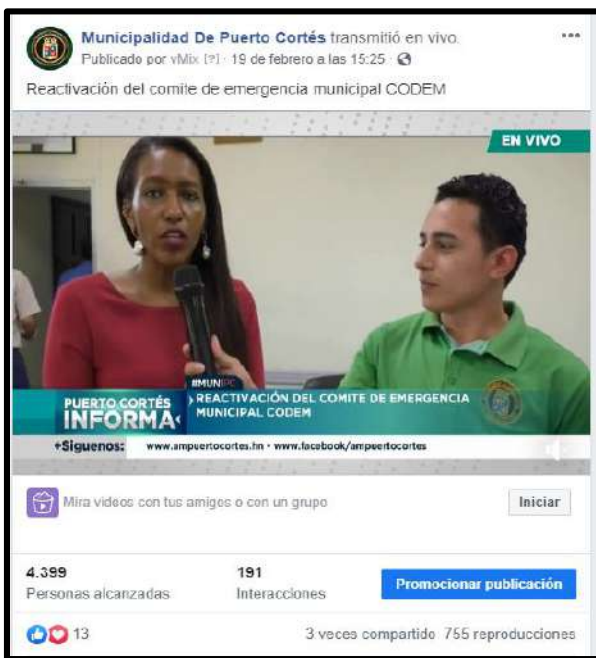 Municipalidad De Puerto Cortés transmitió en vivo.
Publicado por vMix [?] · 19 de febrero a las 15:25 ·
Reactivación del comite de emergencia municipal CODEM
EN VIVO
#MUNIPC
PUERTO CORTÉS
INFORMA
REACTIVACIÓN DEL COMITE DE EMERGENCIA
MUNICIPAL CODEM
+Siguenos: www.ampuertocortes.hn · www.facebook/ampuertocortes
Mira videos con tus amigos o con un grupo
Iniciar
4.399
Personas alcanzadas
191
Interacciones
Promocionar publicación
13
3 veces compartido 755 reproducciones